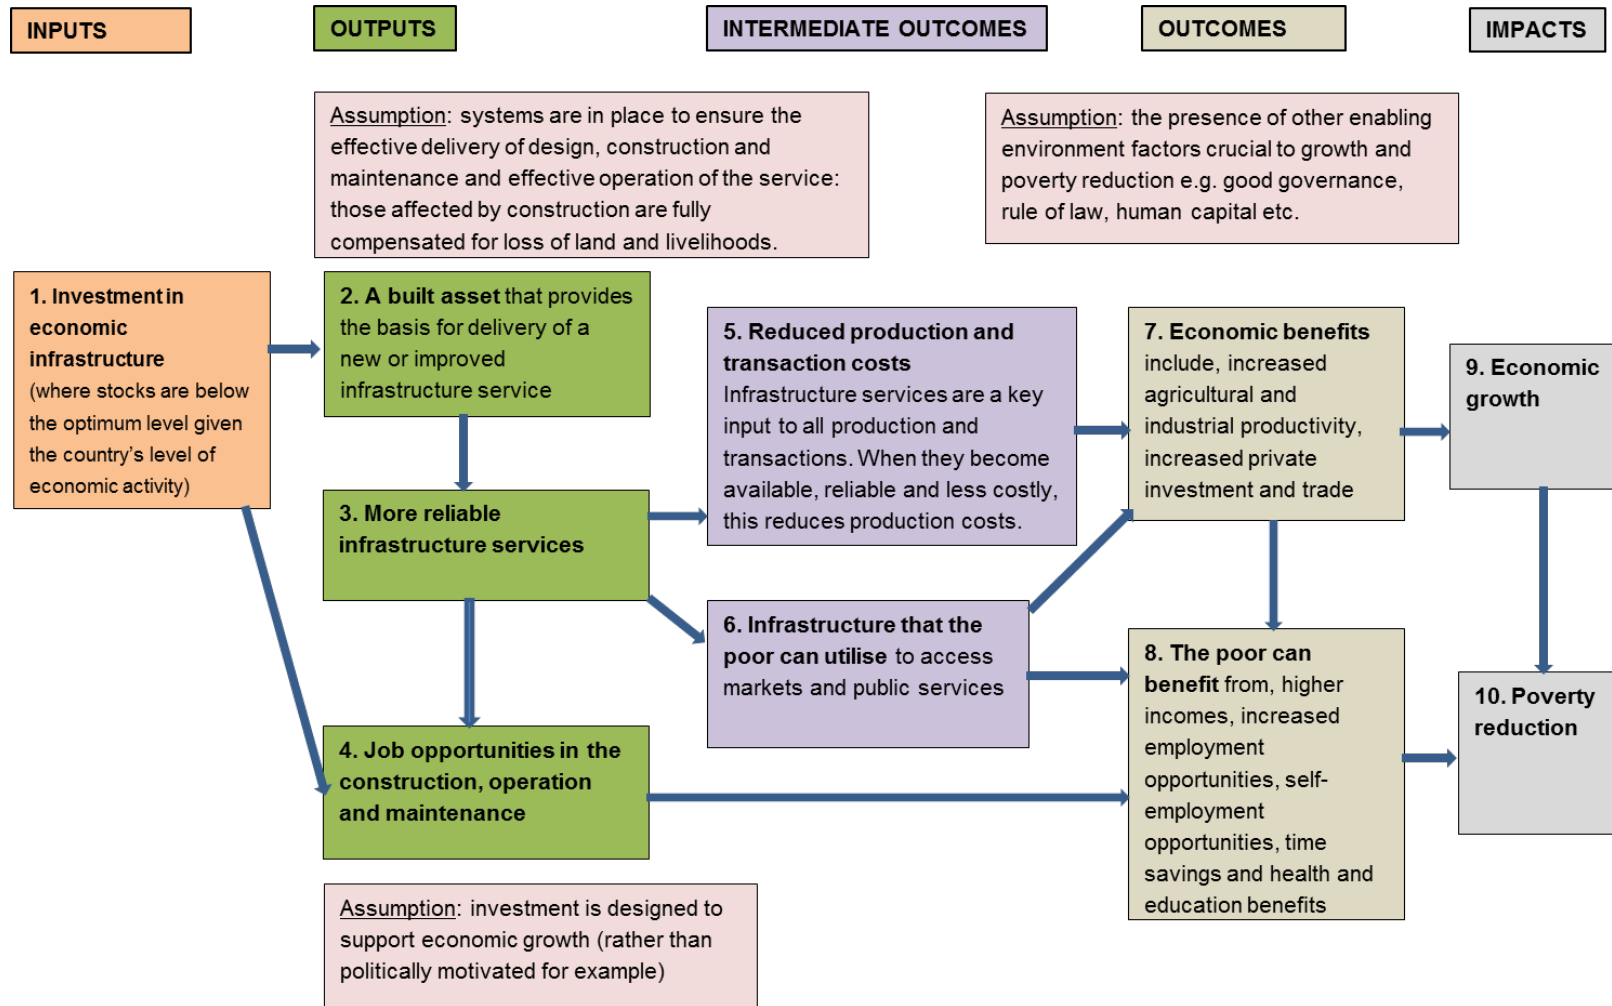 INPUTS
OUTPUTS
INTERMEDIATE OUTCOMES
OUTCOMES
IMPACTS
Assumption: systems are in place to ensure the
effective delivery of design, construction and
maintenance and effective operation of the service:
those affected by construction are fully
compensated for loss of land and livelihoods.
Assumption: the presence of other enabling
environment factors crucial to growth and
poverty reduction e.g. good governance,
rule of law, human capital etc.
1. Investment in
economic
infrastructure
(where stocks are below
the optimum level given
the country's level of
economic activity)
2. A built asset that provides
the basis for delivery of a
new or improved
infrastructure service
3. More reliable
infrastructure services
4. Job opportunities in the
construction, operation
and maintenance
Assumption: investment is designed to
support economic growth (rather than
politically motivated for example)
5. Reduced production and
transaction costs
Infrastructure services are a key
input to all production and
transactions. When they become
available, reliable and less costly,
this reduces production costs.
6. Infrastructure that the
poor can utilise to access
markets and public services
7. Economic benefits
include, increased
agricultural and
industrial productivity,
increased private
investment and trade
8. The poor can
benefit from, higher
incomes, increased
employment
opportunities, self-
employment
opportunities, time
savings and health and
education benefits
9. Economic
growth
10. Poverty
reduction